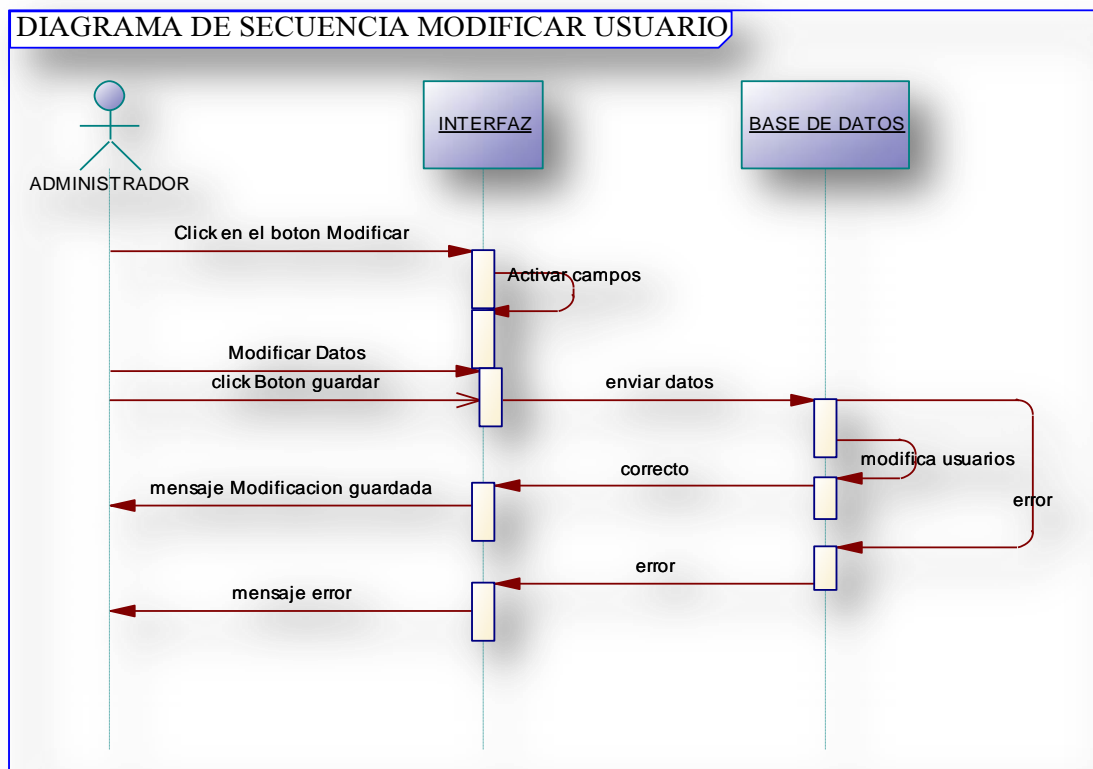 DIAGRAMA DE SECUENCIA MODIFICAR USUARIO
INTERFAZ
BASE DE DATOS
ADMINISTRADOR
Click en el boton Modificar
Activar campos
Modificar Datos
click Boton guardar
enviar datos
modifica usuarios
correcto
mensaje Modificacion guardada
error
error
mensaje error